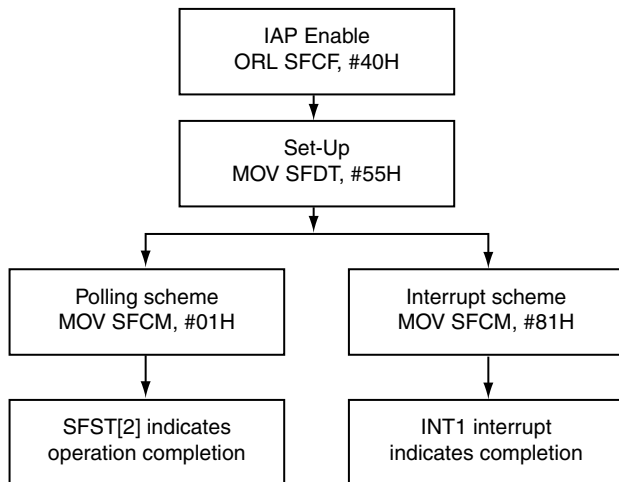 IAP Enable
ORL SFCF, #40H
Set-Up
MOV SFDT, #55H
Polling scheme
MOV SFCM, #01H
Interrupt scheme
MOV SFCM, #81H
SFST[2] indicates
operation completion
INT1 interrupt
indicates completion